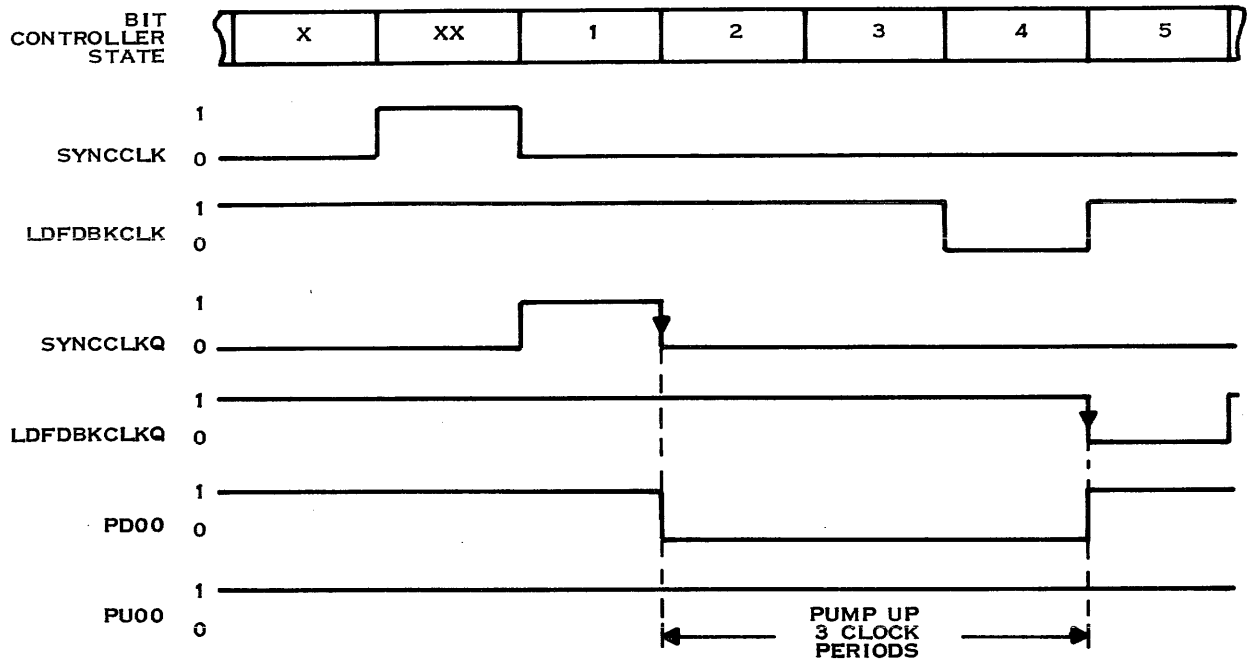 BIT
CONTROLLER
STATE
X XX 1 2 3 4 5
1
SYNCCLK 0
1
LDFDBKCLK
0
1
SYNCCLKQ 0
1
LDFDBKCLKQ 0
1
PD00 0
1
PU00
0
PUMP UP
3 CLOCK
PERIODS